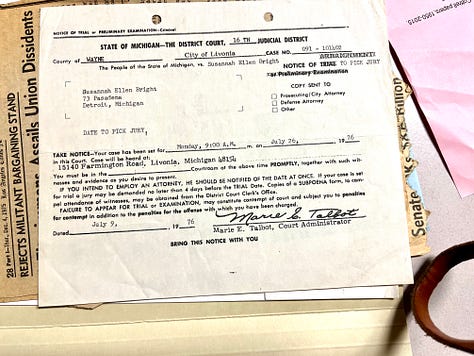 NOTICE OF TRIAL or PRELIMINARY EXAMINATION-Criminal
STATE OF MICHIGAN—THE DISTRICT COURT, 16 TH JUDICIAL DISTRICT
County of WAYNE City of Livonia CASE NO. 091 - 101402
The People of the State of Michigan vs. Susannah Ellen Bright
NOTICE OF TRIAL TO PICK JURY
or Preliminary Examination
Susannah Ellen Bright
73 Pasadena
Detroit, Michigan
COPY SENT TO
Prosecuting/City Attorney
Defense Attorney
Other
DATE TO PICK JURY,
TAKE NOTICE—Your case has been set for Monday, 9:00 A.M. m. on July 26, 1976
in this Court. Case will be heard at:
15140 Farmington Road, Livonia, Michigan 48154
You must be in the Courtroom at the above time PROMPTLY, together with such wit-
nesses and evidence as you desire to present.
IF YOU INTEND TO EMPLOY AN ATTORNEY, HE SHOULD BE NOTIFIED OF THE DATE AT ONCE. If your case is set
for trial a jury may be demanded no later than 4 days before the TRIAL Date. Copies of a SUBPOENA form, to com-
pel attendance of witnesses, may be obtained from the District Court Clerk's Office.
FAILURE TO APPEAR FOR TRIAL or EXAMINATION, may constitute contempt of court and subject you to penalties
for contempt in addition to the penalties for the offense with which you have been charged.
Marie E. Talbot
Dated July 9, 1976 Marie E. Talbot, Court Administrator
BRING THIS NOTICE WITH YOU
REJECTS MILITANT BARGAINING STAND
Assails Union Dissidents
Senate
papers, 1900-2015